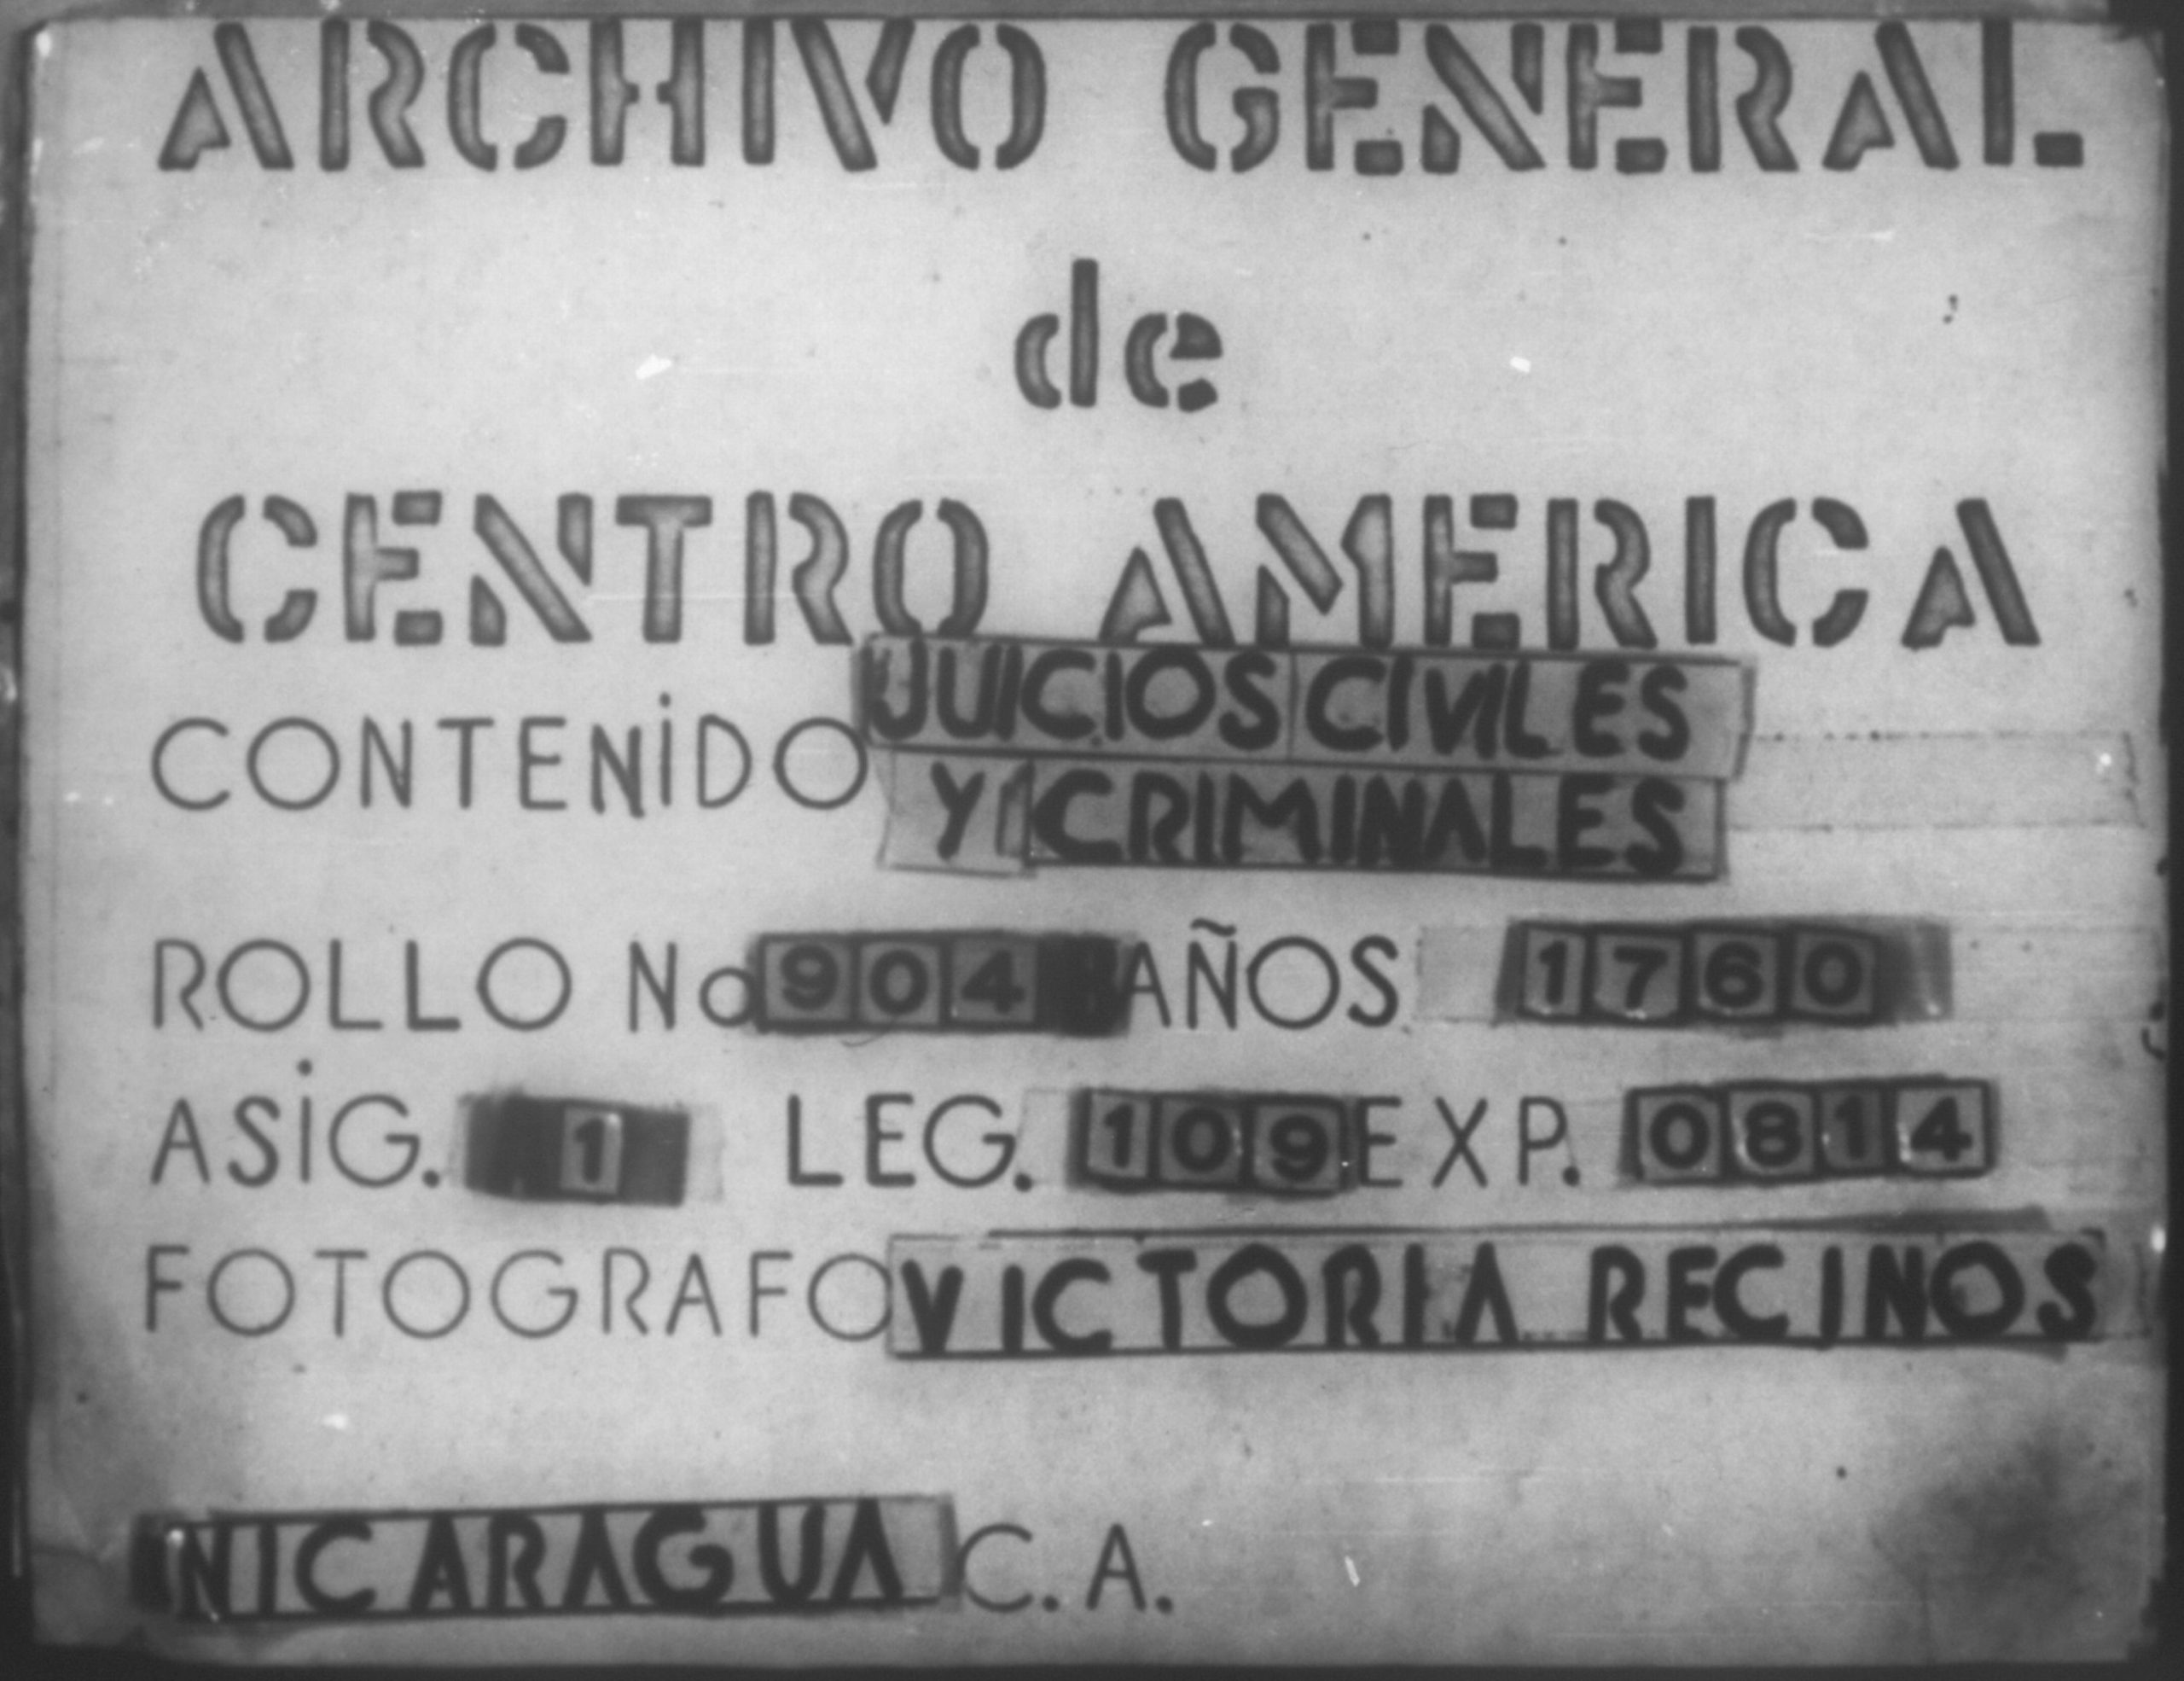 ARCHIVO GENERAL
de
CENTRO AMERICA
CONTENIDO JUICIOS CIVILES
Y CRIMINALES
ROLLO No 904 AÑOS 1760
ASIG. 1 LEG. 109 EXP. 0814
FOTOGRAFO VICTORIA RECINOS
NICARAGUA C.A.